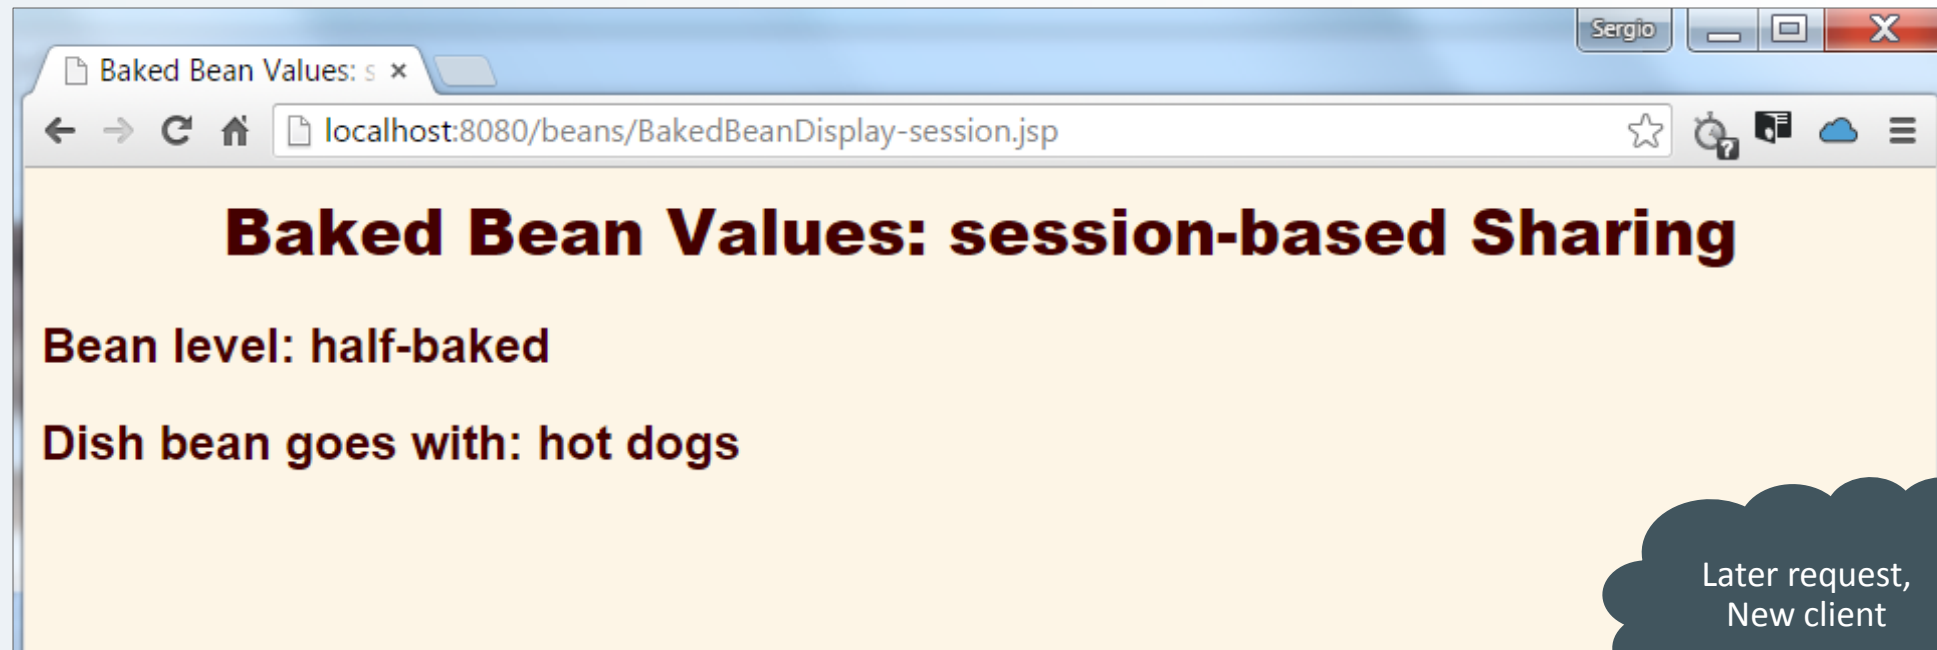 Sergio
Baked Bean Values: s
localhost:8080/beans/BakedBeanDisplay-session.jsp
Baked Bean Values: session-based Sharing
Bean level: half-baked
Dish bean goes with: hot dogs
Later request,
New client